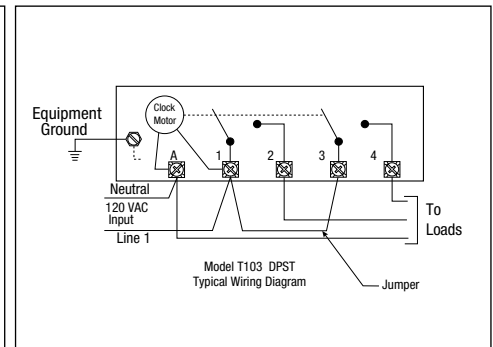 Equipment
Ground
Clock
Motor
A 1 2 3 4
Neutral
120 VAC
Input
Line 1
To
Loads
Model T103 DPST
Typical Wiring Diagram
Jumper